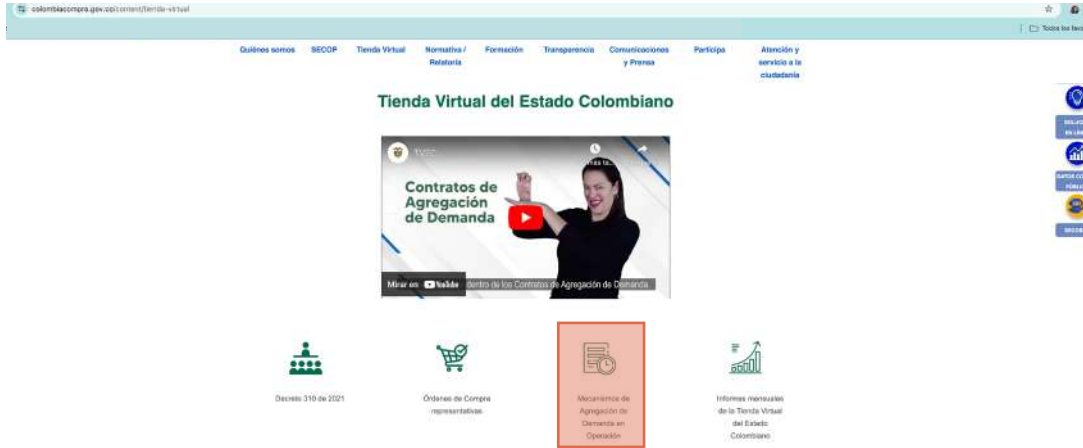 colombiacompra.gov.co/content/tienda-virtual
Quiénes somos SECOP Tienda Virtual Normativa / Relatoría Formación Transparencia Comunicaciones y Prensa Participa Atención y servicio a la ciudadanía
Tienda Virtual del Estado Colombiano
TVEC
Contratos de
Agregación
de Demanda
Mirar en YouTube dentro de los Contratos de Agregación de Demanda
Decreto 310 de 2021
Órdenes de Compra
representativas
Mecanismos de
Agregación de
Demanda en
Operación
Informes mensuales
de la Tienda Virtual
del Estado
Colombiano